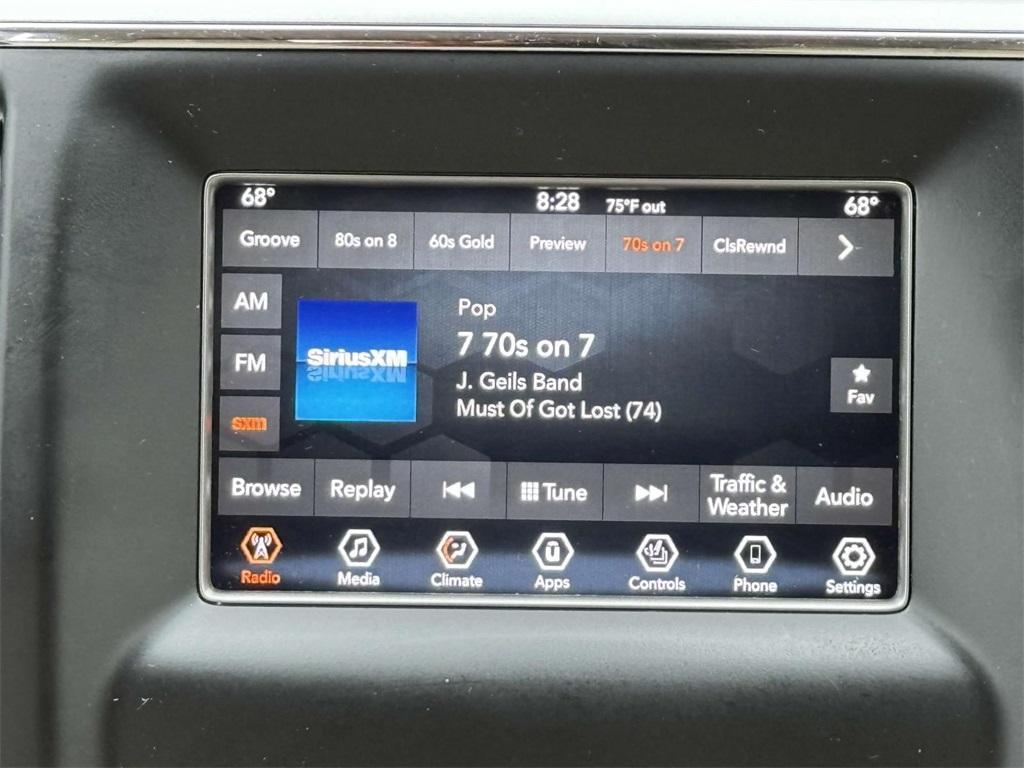 68° 8:28 75°F out 68°
Groove 80s on 8 60s Gold Preview 70s on 7 ClsRewnd
AM
FM
sxm
SiriusXM
Pop
7 70s on 7
J. Geils Band
Must Of Got Lost (74)
Fav
Browse Replay Tune Traffic & Weather Audio
Radio Media Climate Apps Controls Phone Settings